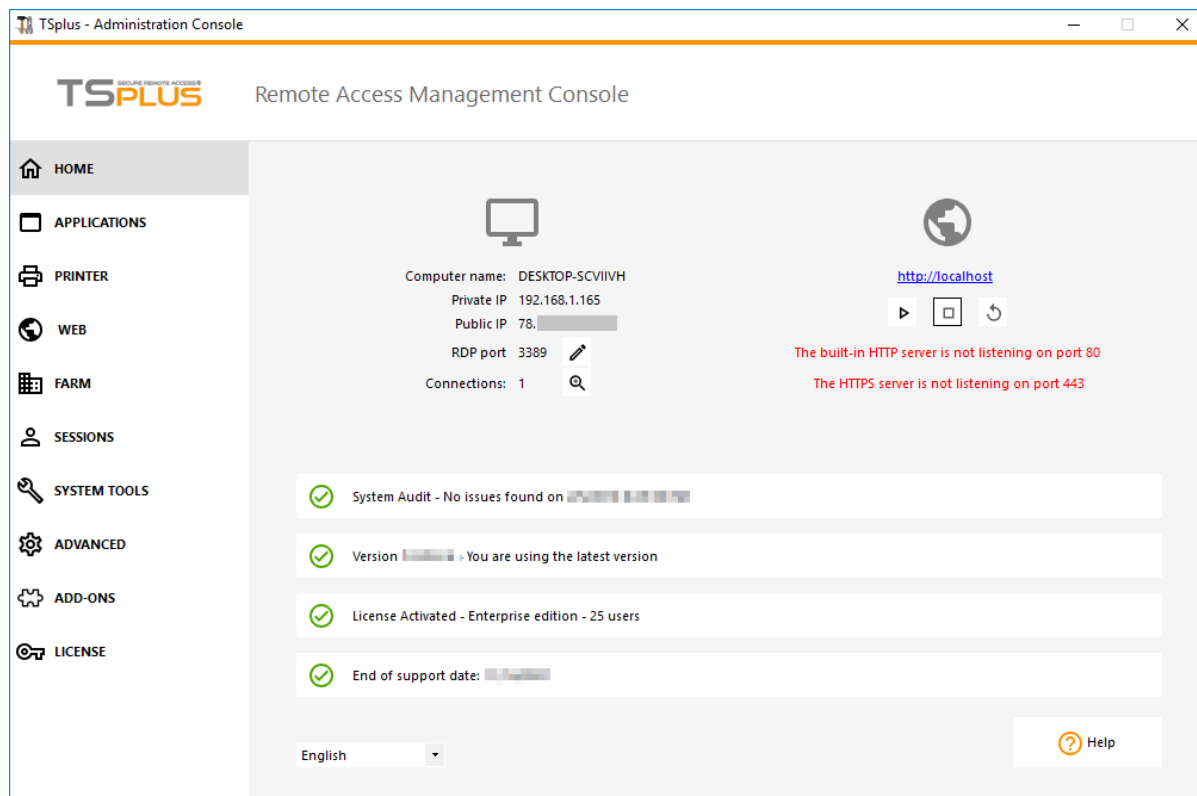 TSplus - Administration Console
TSPLUS
SECURE REMOTE ACCESS®
Remote Access Management Console
HOME
APPLICATIONS
PRINTER
WEB
FARM
SESSIONS
SYSTEM TOOLS
ADVANCED
ADD-ONS
LICENSE
Computer name: DESKTOP-SCVIIVH
Private IP 192.168.1.165
Public IP 78.
RDP port 3389
Connections: 1
http://localhost
The built-in HTTP server is not listening on port 80
The HTTPS server is not listening on port 443
System Audit - No issues found on
Version - You are using the latest version
License Activated - Enterprise edition - 25 users
End of support date:
English
Help